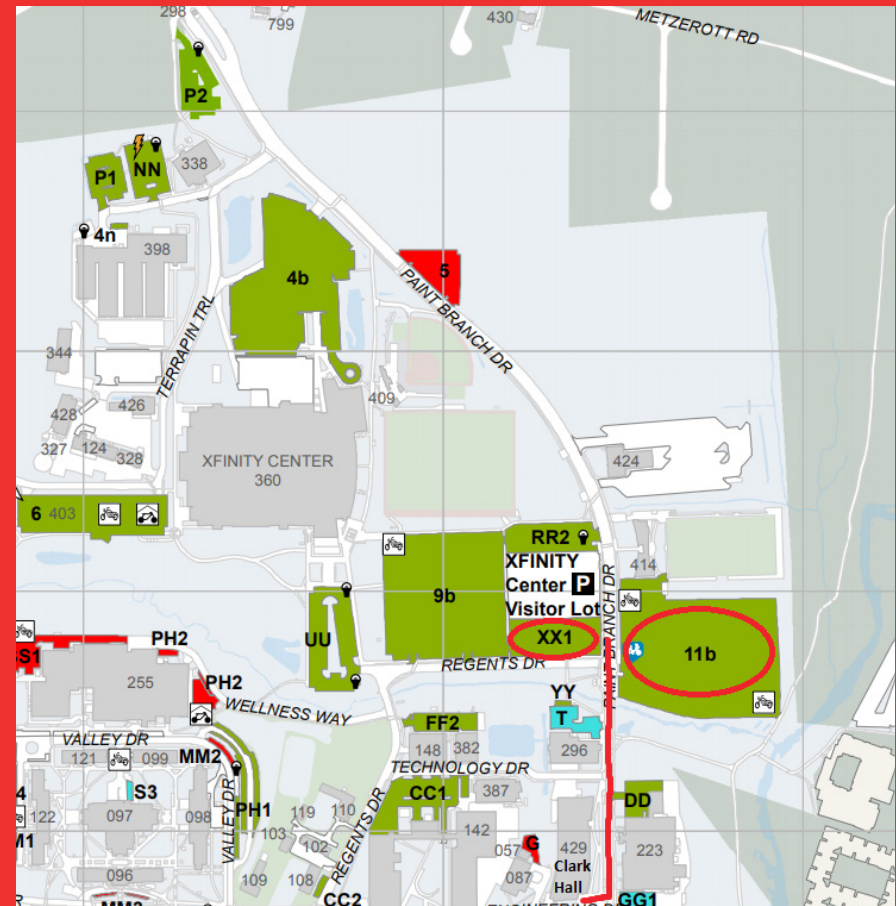 298
799
430
METZEROTT RD
P2
P1
NN
338
4n
398
4b
5
PAINT BRANCH DR
TERRAPIN TRL
344
409
428
426
327
124
328
XFINITY CENTER
360
424
6 403
RR2
414
XFINITY
Center P
Visitor Lot
9b
XX1
11b
PAINT BRANCH DR
UU
REGENTS DR
PH2
SS1
255
PH2
WELLNESS WAY
YY
T
FF2
296
VALLEY DR
121
099
MM2
148
382
TECHNOLOGY DR
S3
CC1
387
DD
122
097
098
VALLEY DR
PH1
119
110
103
102
REGENTS DR
142
M1
057
G
429
223
087
Clark
Hall
096
109
108
CC2
GG1